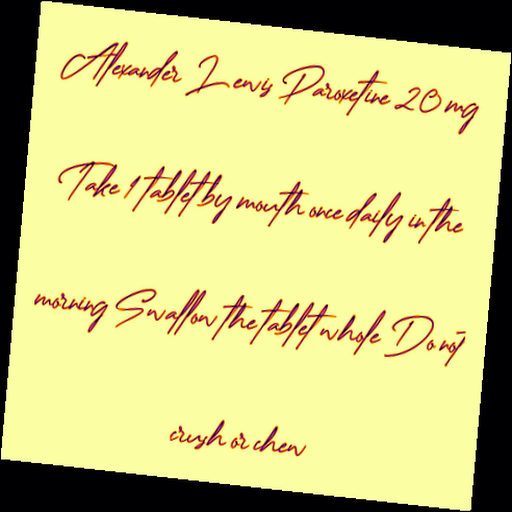 Alexander Lewis Paroxetine 20 mg
Take 1 tablet by mouth once daily in the
morning Swallow the tablet whole Do not
crush or chew